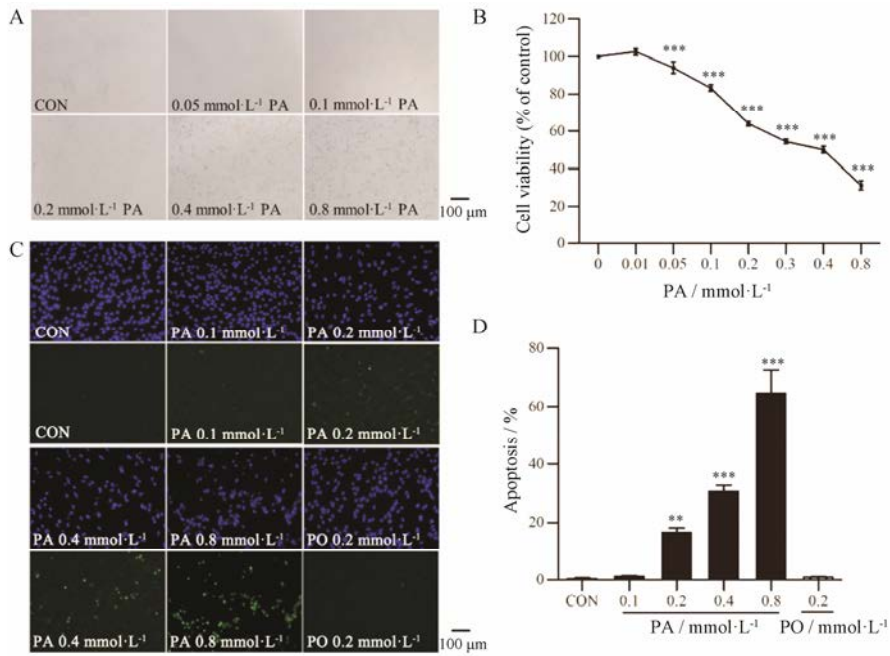 A
CON
0.05 mmol·L⁻¹ PA
0.1 mmol·L⁻¹ PA
0.2 mmol·L⁻¹ PA
0.4 mmol·L⁻¹ PA
0.8 mmol·L⁻¹ PA
100 μm
B
Cell viability (% of control)
120
100
80
60
40
20
0
***
***
***
***
***
***
0 0.01 0.05 0.1 0.2 0.3 0.4 0.8
PA / mmol·L⁻¹
C
CON
PA 0.1 mmol·L⁻¹
PA 0.2 mmol·L⁻¹
CON
PA 0.1 mmol·L⁻¹
PA 0.2 mmol·L⁻¹
PA 0.4 mmol·L⁻¹
PA 0.8 mmol·L⁻¹
PO 0.2 mmol·L⁻¹
PA 0.4 mmol·L⁻¹
PA 0.8 mmol·L⁻¹
PO 0.2 mmol·L⁻¹
100 μm
D
Apoptosis / %
80
60
40
20
0
**
***
***
CON 0.1 0.2 0.4 0.8 0.2
PA / mmol·L⁻¹ PO / mmol·L⁻¹